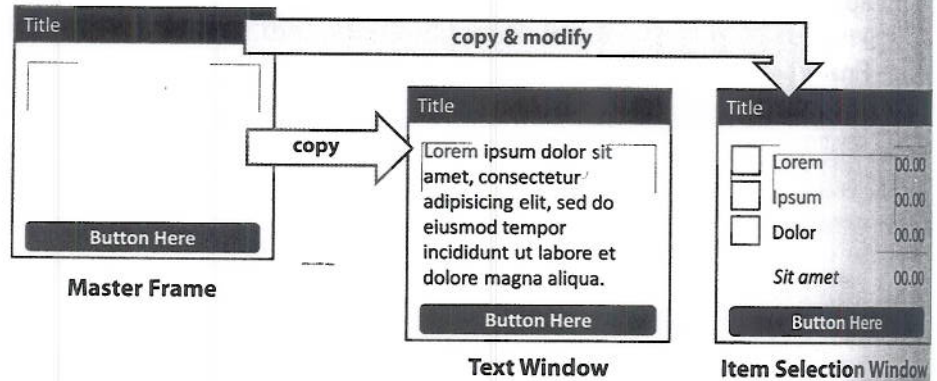 Title
copy & modify
copy
Button Here
Master Frame
Title
Lorem ipsum dolor sit
amet, consectetur
adipisicing elit, sed do
eiusmod tempor
incididunt ut labore et
dolore magna aliqua.
Button Here
Text Window
Title
Lorem 00.00
Ipsum 00.00
Dolor 00.00
Sit amet 00.00
Button Here
Item Selection Window